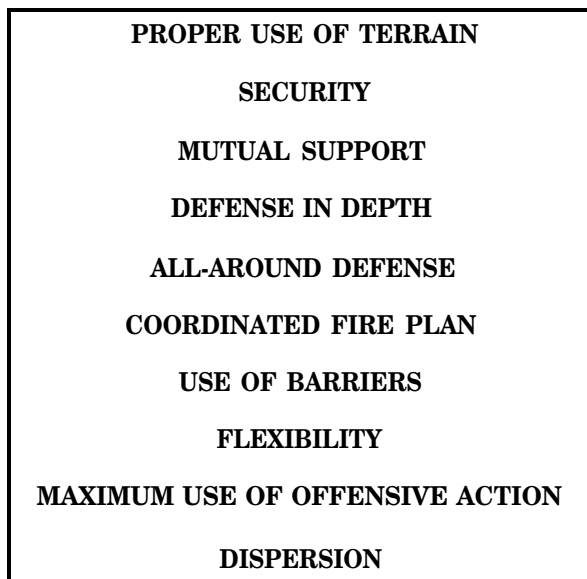 PROPER USE OF TERRAIN
SECURITY
MUTUAL SUPPORT
DEFENSE IN DEPTH
ALL-AROUND DEFENSE
COORDINATED FIRE PLAN
USE OF BARRIERS
FLEXIBILITY
MAXIMUM USE OF OFFENSIVE ACTION
DISPERSION